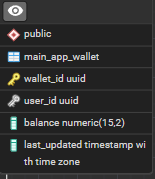 public
main_app_wallet
wallet_id uuid
user_id uuid
balance numeric(15,2)
last_updated timestamp wi
th time zone